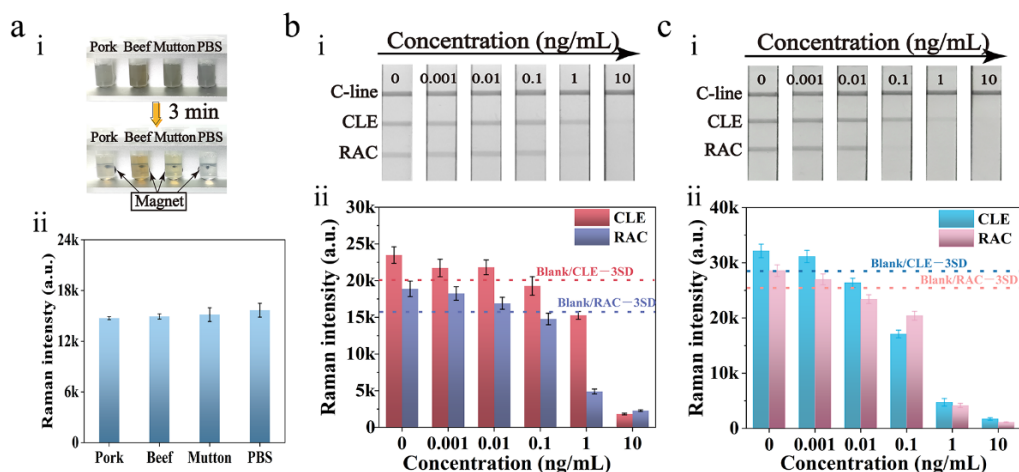 a
i
Pork Beef Mutton PBS
3 min
Pork Beef Mutton PBS
Magnet
ii
Raman intensity (a.u.)
24k
18k
12k
6k
0
Pork Beef Mutton PBS
b
i
Concentration (ng/mL)
0 0.001 0.01 0.1 1 10
C-line
CLE
RAC
ii
Raman intensity (a.u.)
30k
25k
20k
15k
10k
5k
0
CLE
RAC
Blank/CLE－3SD
Blank/RAC－3SD
0 0.001 0.01 0.1 1 10
Concentration (ng/mL)
c
i
Concentration (ng/mL)
0 0.001 0.01 0.1 1 10
C-line
CLE
RAC
ii
Raman intensity (a.u.)
40k
30k
20k
10k
0
CLE
RAC
Blank/CLE－3SD
Blank/RAC－3SD
0 0.001 0.01 0.1 1 10
Concentration (ng/mL)